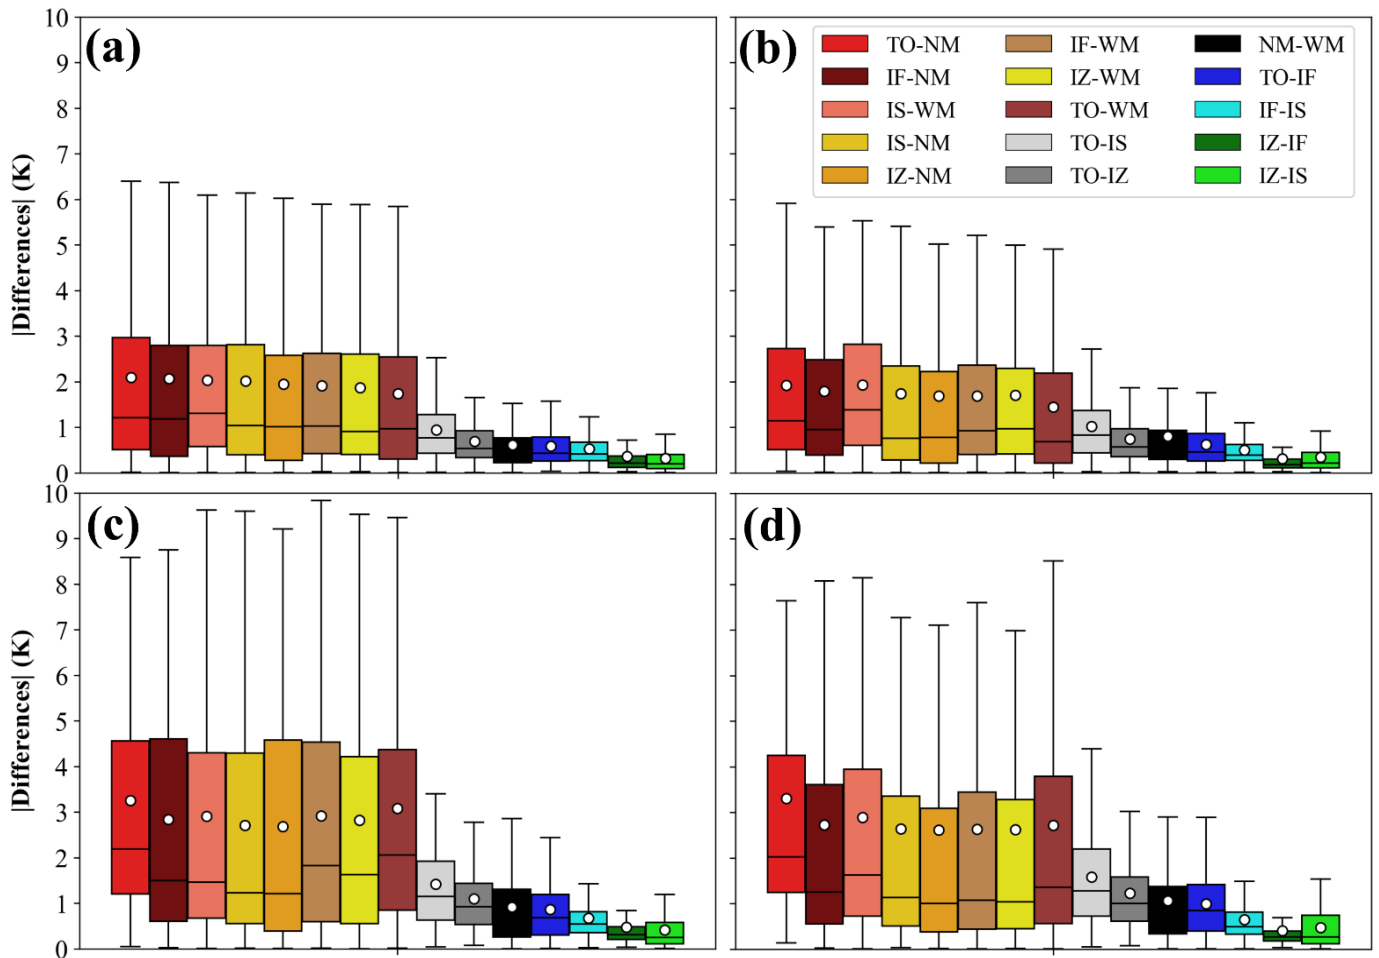 (a)
10
9
8
7
6
5
4
3
2
1
0
|Differences| (K)
(b)
TO-NM IF-WM NM-WM
IF-NM IZ-WM TO-IF
IS-WM TO-WM IF-IS
IS-NM TO-IS IZ-IF
IZ-NM TO-IZ IZ-IS
(c)
10
9
8
7
6
5
4
3
2
1
0
|Differences| (K)
(d)